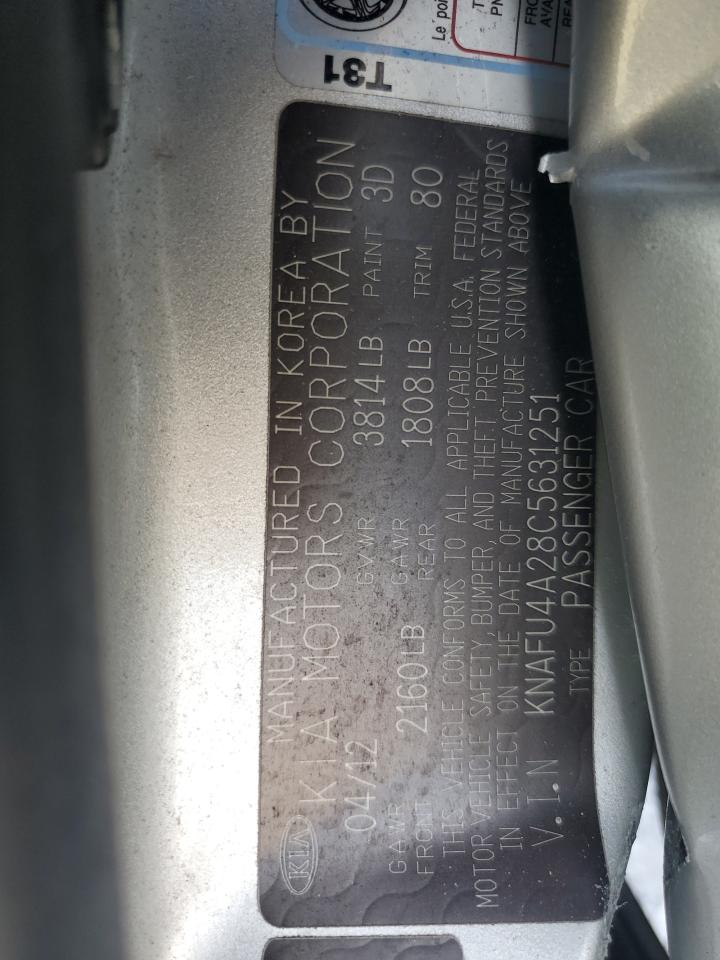 T31
Le
KIA MANUFACTURED IN KOREA BY
KIA MOTORS CORPORATION
04/12 GVWR 3814LB PAINT 3D
GAWR FRONT 2160LB GAWR REAR 1808LB TRIM 80
THIS VEHICLE CONFORMS TO ALL APPLICABLE U.S.A. FEDERAL
MOTOR VEHICLE SAFETY, BUMPER, AND THEFT PREVENTION STANDARDS
IN EFFECT ON THE DATE OF MANUFACTURE SHOWN ABOVE
V.I.N KNAFU4A28C5631251
TYPE PASSENGER CAR